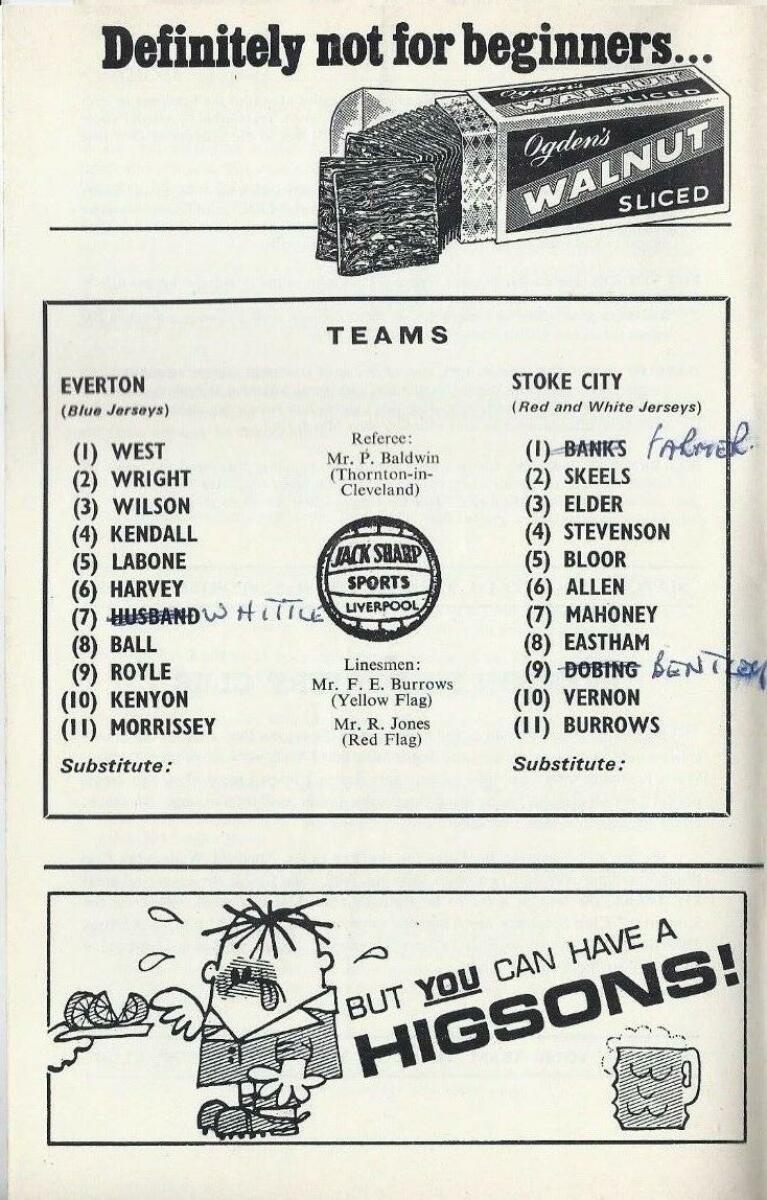 Definitely not for beginners...
Ogden's
WALNUT
SLICED
Ogden's
WALNUT
SLICED
TEAMS
EVERTON
(Blue Jerseys)
(1) WEST
(2) WRIGHT
(3) WILSON
(4) KENDALL
(5) LABONE
(6) HARVEY
(7) HUSBAND WHITTLE
(8) BALL
(9) ROYLE
(10) KENYON
(11) MORRISSEY
Substitute:
Referee:
Mr. P. Baldwin
(Thornton-in-
Cleveland)
JACK SHARP
SPORTS
LIVERPOOL
Linesmen:
Mr. F. E. Burrows
(Yellow Flag)
Mr. R. Jones
(Red Flag)
STOKE CITY
(Red and White Jerseys)
(1) BANKS FARMER.
(2) SKEELS
(3) ELDER
(4) STEVENSON
(5) BLOOR
(6) ALLEN
(7) MAHONEY
(8) EASTHAM
(9) DOBING BENTLEY
(10) VERNON
(11) BURROWS
Substitute:
BUT YOU CAN HAVE A
HIGSONS!